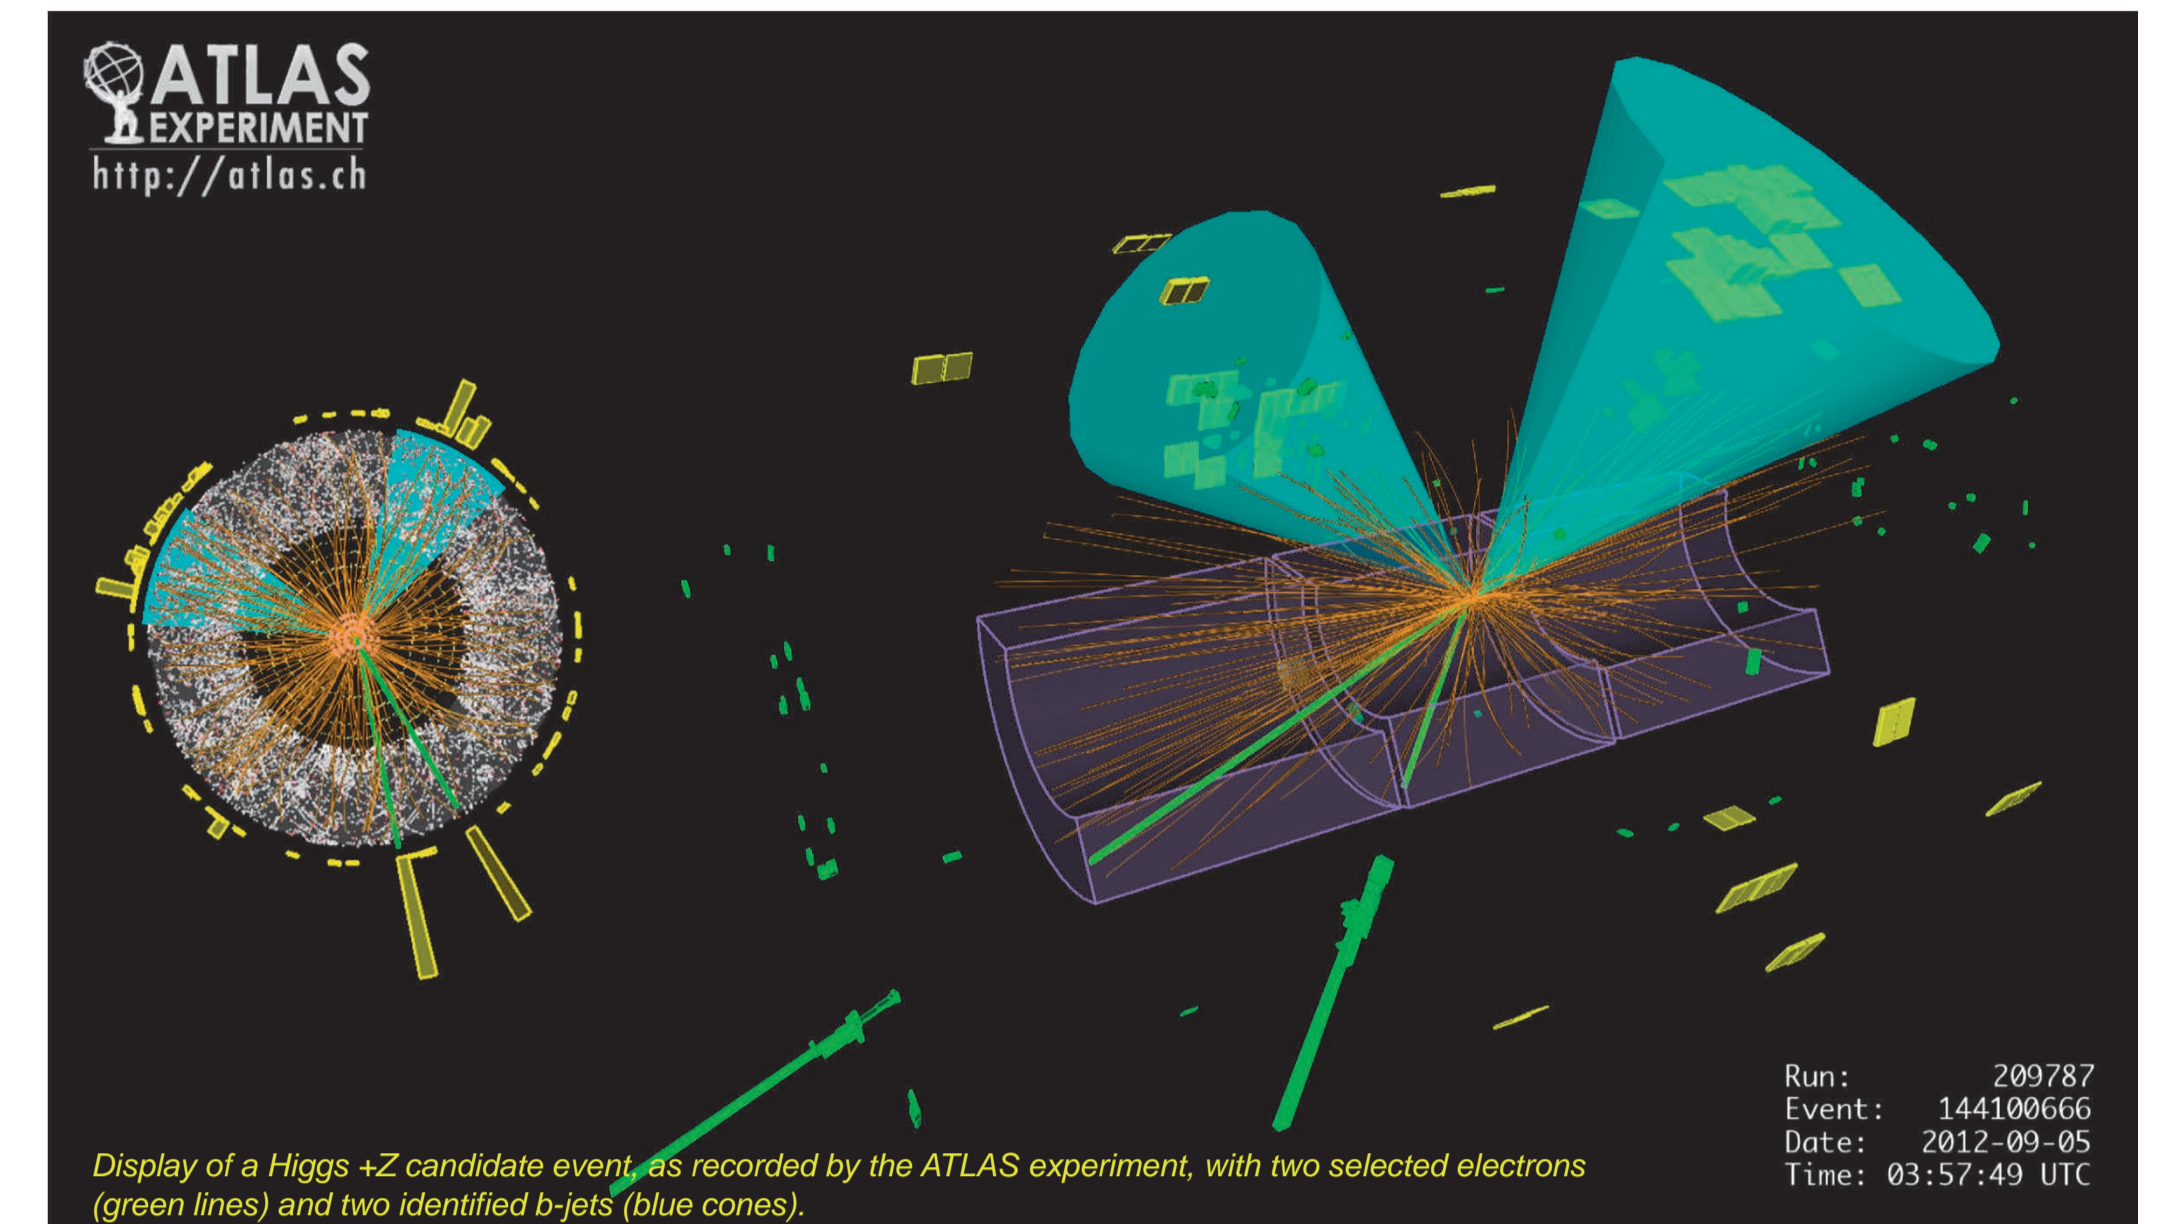 ATLAS
EXPERIMENT
http://atlas.ch
Run: 209787
Event: 144100666
Date: 2012-09-05
Time: 03:57:49 UTC
Display of a Higgs +Z candidate event, as recorded by the ATLAS experiment, with two selected electrons
(green lines) and two identified b-jets (blue cones).